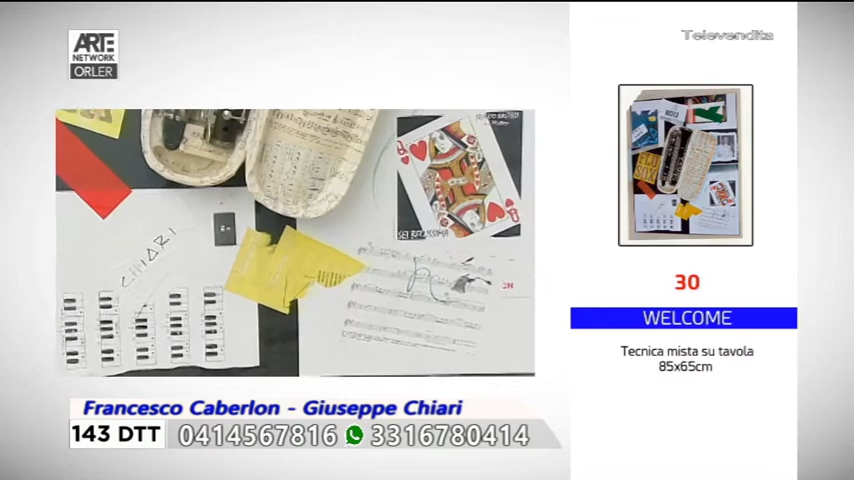 ARTE
NETWORK
ORLER
Televendita
SEI BELLISSIMA
CHIARI
30
WELCOME
Tecnica mista su tavola
85x65cm
Francesco Caberlon - Giuseppe Chiari
143 DTT
0414567816 3316780414